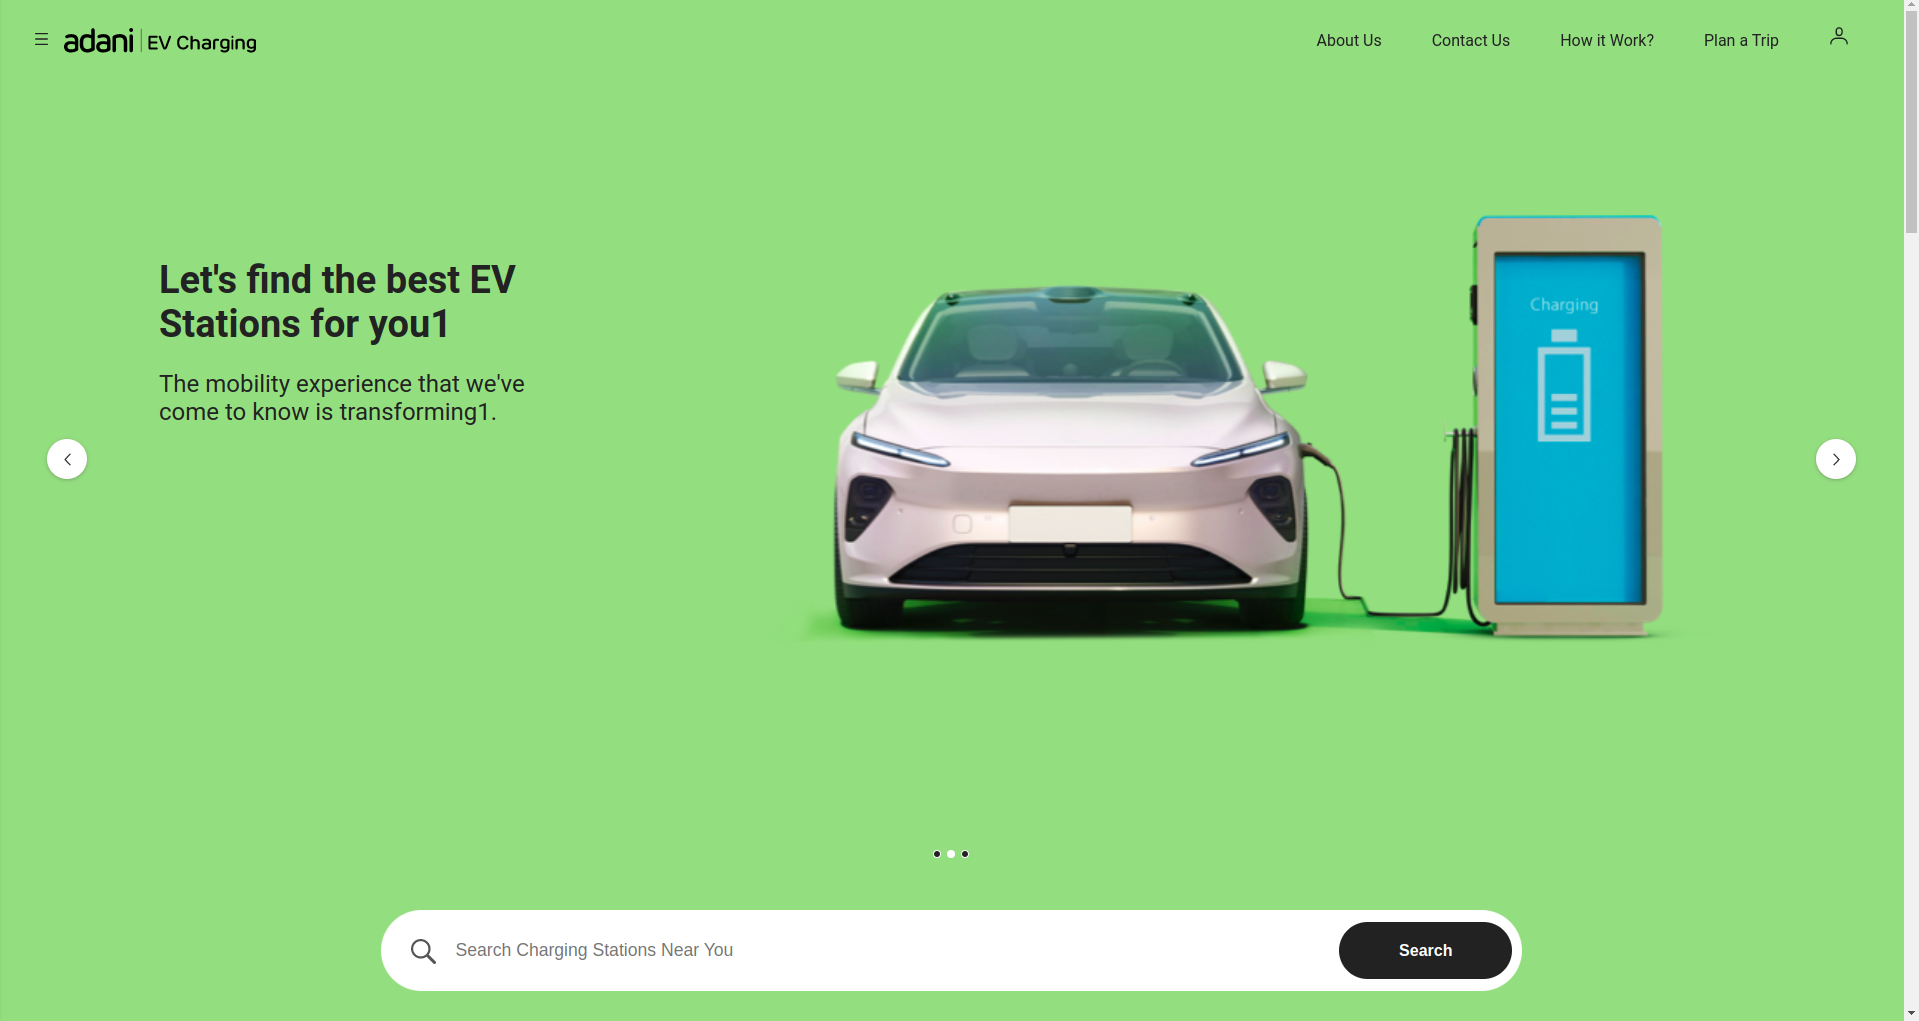 adani | EV Charging
About Us
Contact Us
How it Work?
Plan a Trip
Let's find the best EV
Stations for you1
The mobility experience that we've
come to know is transforming1.
Charging
Search Charging Stations Near You
Search